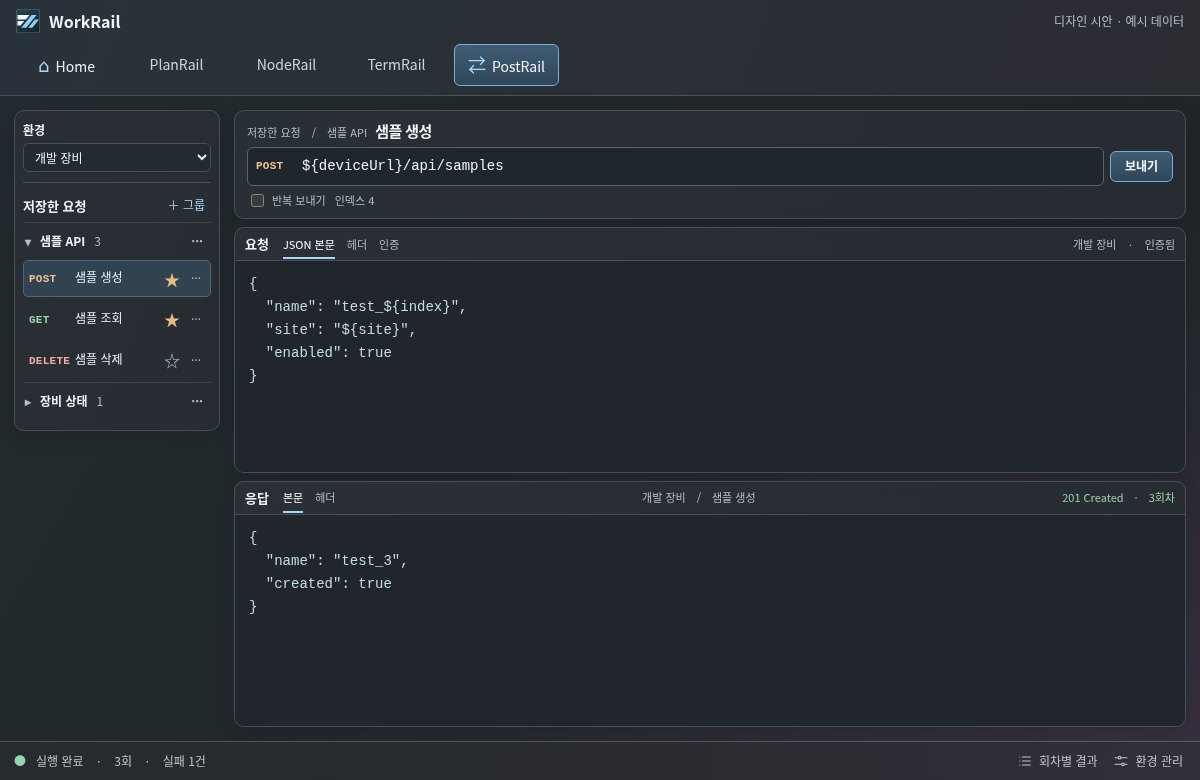 WorkRail
디자인 시안 · 예시 데이터
Home PlanRail NodeRail TermRail PostRail
환경
개발 장비
저장한 요청 + 그룹
▾ 샘플 API 3 ···
POST 샘플 생성 ★ ···
GET 샘플 조회 ★ ···
DELETE 샘플 삭제 ☆ ···
▸ 장비 상태 1 ···
저장한 요청 / 샘플 API 샘플 생성
POST ${deviceUrl}/api/samples 보내기
반복 보내기 인덱스 4
요청 JSON 본문 헤더 인증 개발 장비 · 인증됨
{
  "name": "test_${index}",
  "site": "${site}",
  "enabled": true
}
응답 본문 헤더 개발 장비 / 샘플 생성 201 Created · 3회차
{
  "name": "test_3",
  "created": true
}
실행 완료 · 3회 · 실패 1건 회차별 결과 환경 관리